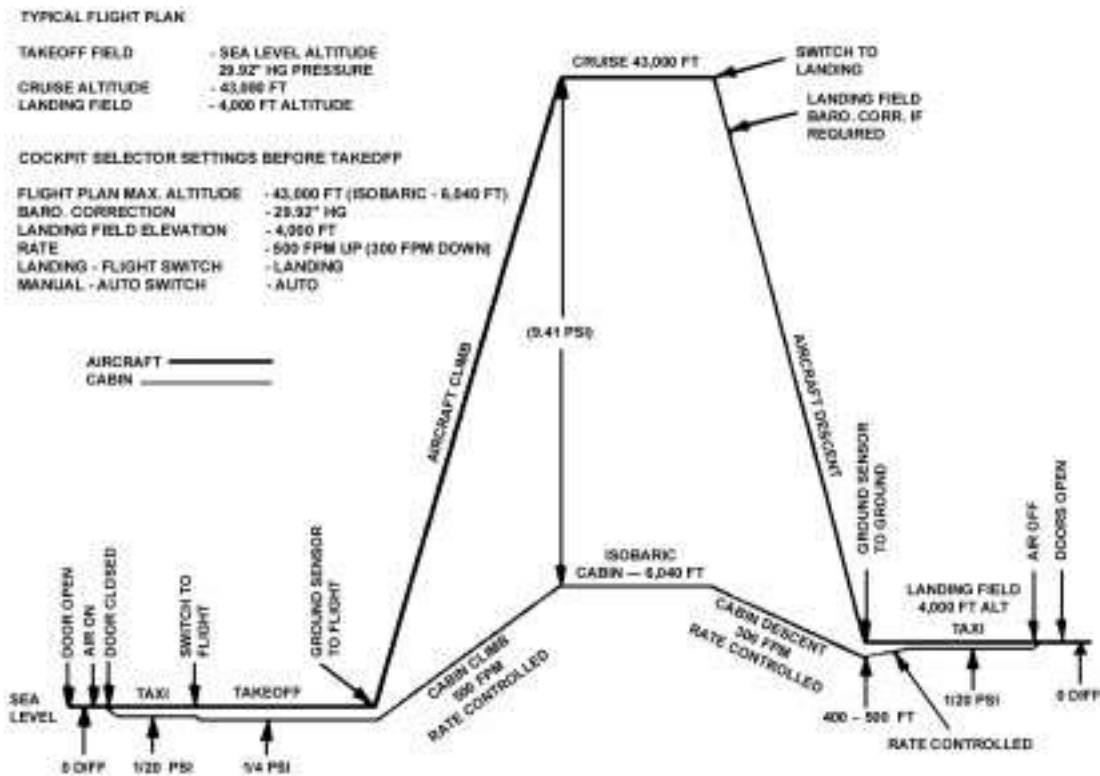 TYPICAL FLIGHT PLAN
TAKEOFF FIELD - SEA LEVEL ALTITUDE
29.92" HG PRESSURE
CRUISE ALTITUDE - 43,000 FT
LANDING FIELD - 4,000 FT ALTITUDE
COCKPIT SELECTOR SETTINGS BEFORE TAKEOFF
FLIGHT PLAN MAX. ALTITUDE - 43,000 FT (ISOBARIC - 6,040 FT)
BARO. CORRECTION - 29.92" HG
LANDING FIELD ELEVATION - 4,000 FT
RATE - 500 FPM UP (300 FPM DOWN)
LANDING - FLIGHT SWITCH - LANDING
MANUAL - AUTO SWITCH - AUTO
AIRCRAFT
CABIN
CRUISE 43,000 FT
SWITCH TO
LANDING
LANDING FIELD
BARO. CORR. IF
REQUIRED
(9.41 PSI)
AIRCRAFT CLIMB
AIRCRAFT DESCENT
DOOR OPEN
AIR ON
DOOR CLOSED
SWITCH TO
FLIGHT
GROUND SENSOR
TO FLIGHT
ISOBARIC
CABIN — 6,040 FT
GROUND SENSOR
TO GROUND
AIR OFF
DOORS OPEN
LANDING FIELD
4,000 FT ALT
TAXI
SEA
LEVEL
TAXI
TAKEOFF
CABIN CLIMB
500 FPM
RATE CONTROLLED
CABIN DESCENT
300 FPM
RATE CONTROLLED
400 – 500 FT
RATE CONTROLLED
1/20 PSI
0 DIFF
0 DIFF
1/20 PSI
1/4 PSI